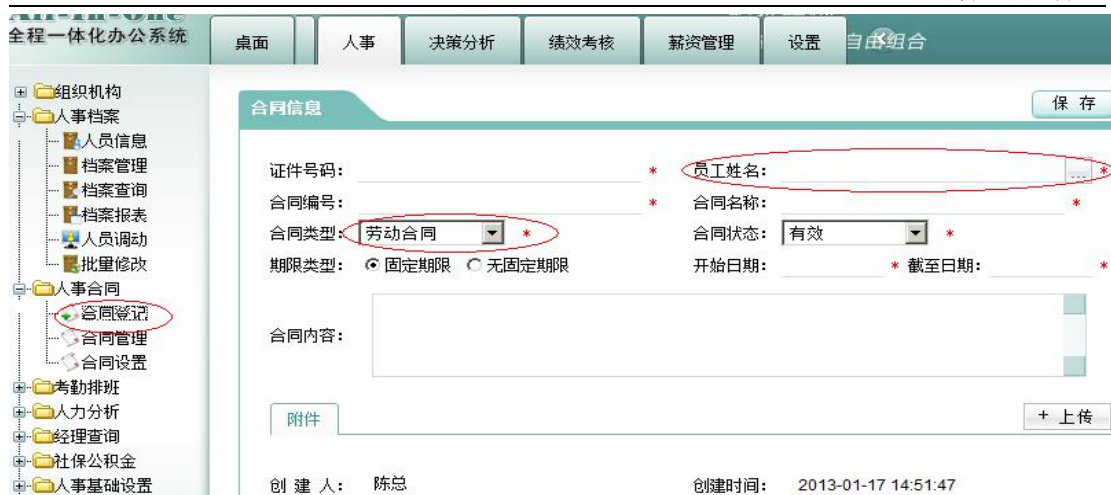 All-In-One
全程一体化办公系统
桌面 人事 决策分析 绩效考核 薪资管理 设置 自由组合
组织机构
人事档案
人员信息
档案管理
档案查询
档案报表
人员调动
批量修改
人事合同
合同登记
合同管理
合同设置
考勤排班
人力分析
经理查询
社保公积金
人事基础设置
合同信息 保 存
证件号码: * 员工姓名: ... *
合同编号: * 合同名称: *
合同类型: 劳动合同 * 合同状态: 有效 *
期限类型: 固定期限 无固定期限 开始日期: * 截至日期: *
合同内容:
附件 + 上传
创 建 人: 陈总 创建时间: 2013-01-17 14:51:47